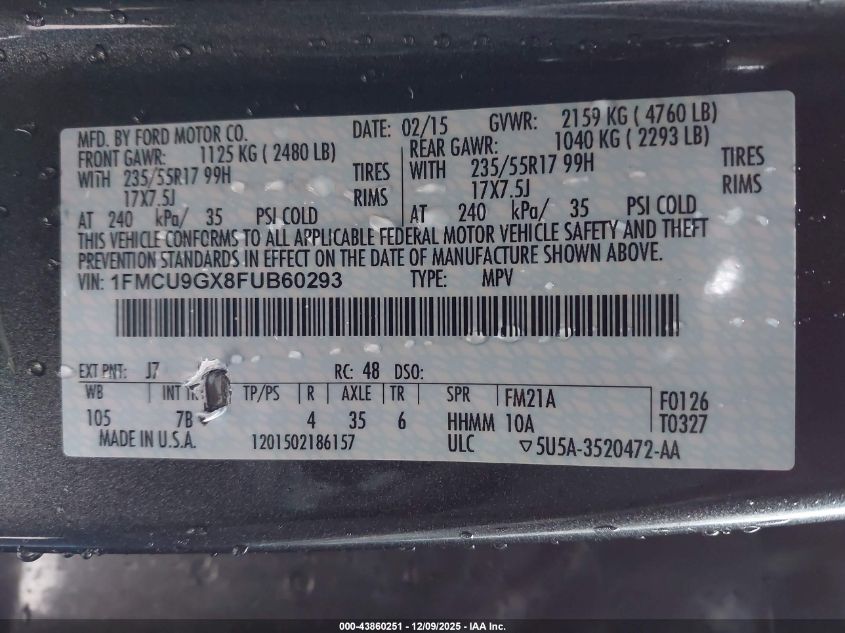 MFD. BY FORD MOTOR CO. DATE: 02/15 GVWR: 2159 KG ( 4760 LB)
FRONT GAWR: 1125 KG ( 2480 LB) REAR GAWR: 1040 KG ( 2293 LB)
WITH 235/55R17 99H TIRES WITH 235/55R17 99H TIRES
17X7.5J RIMS 17X7.5J RIMS
AT 240 kPa/ 35 PSI COLD AT 240 kPa/ 35 PSI COLD
THIS VEHICLE CONFORMS TO ALL APPLICABLE FEDERAL MOTOR VEHICLE SAFETY AND THEFT
PREVENTION STANDARDS IN EFFECT ON THE DATE OF MANUFACTURE SHOWN ABOVE.
VIN: 1FMCU9GX8FUB60293 TYPE: MPV
EXT PNT: J7 RC: 48 DSO:
WB INT TP/PS R AXLE TR SPR FM21A F0126
105 7B 4 35 6 HHMM 10A T0327
MADE IN U.S.A. 1201502186157 ULC ▽5U5A-3520472-AA
000-43860251 - 12/09/2025 - IAA Inc.